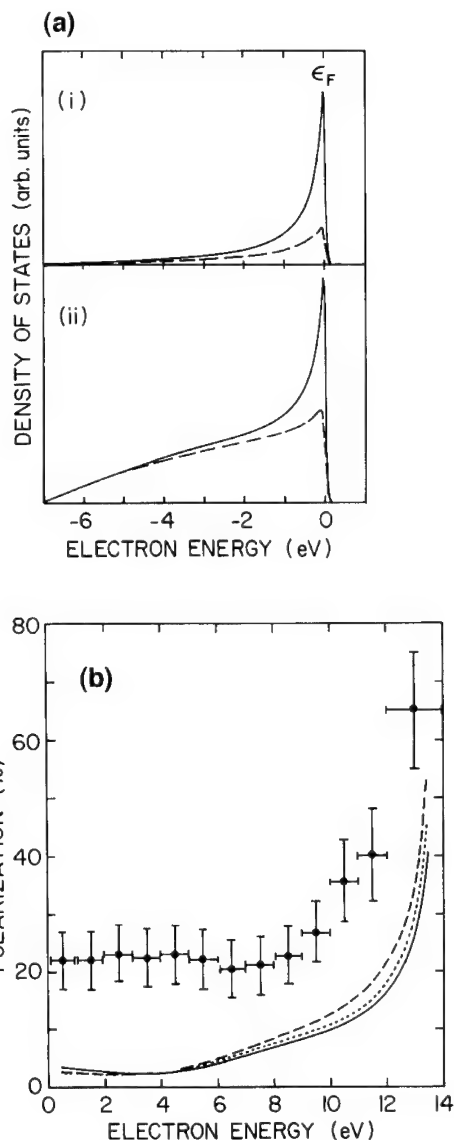 (a)
ϵF
(i)
(ii)
DENSITY OF STATES (arb. units)
-6 -4 -2 0
ELECTRON ENERGY (eV)
(b)
80
60
40
20
0
0 2 4 6 8 10 12 14
ELECTRON ENERGY (eV)